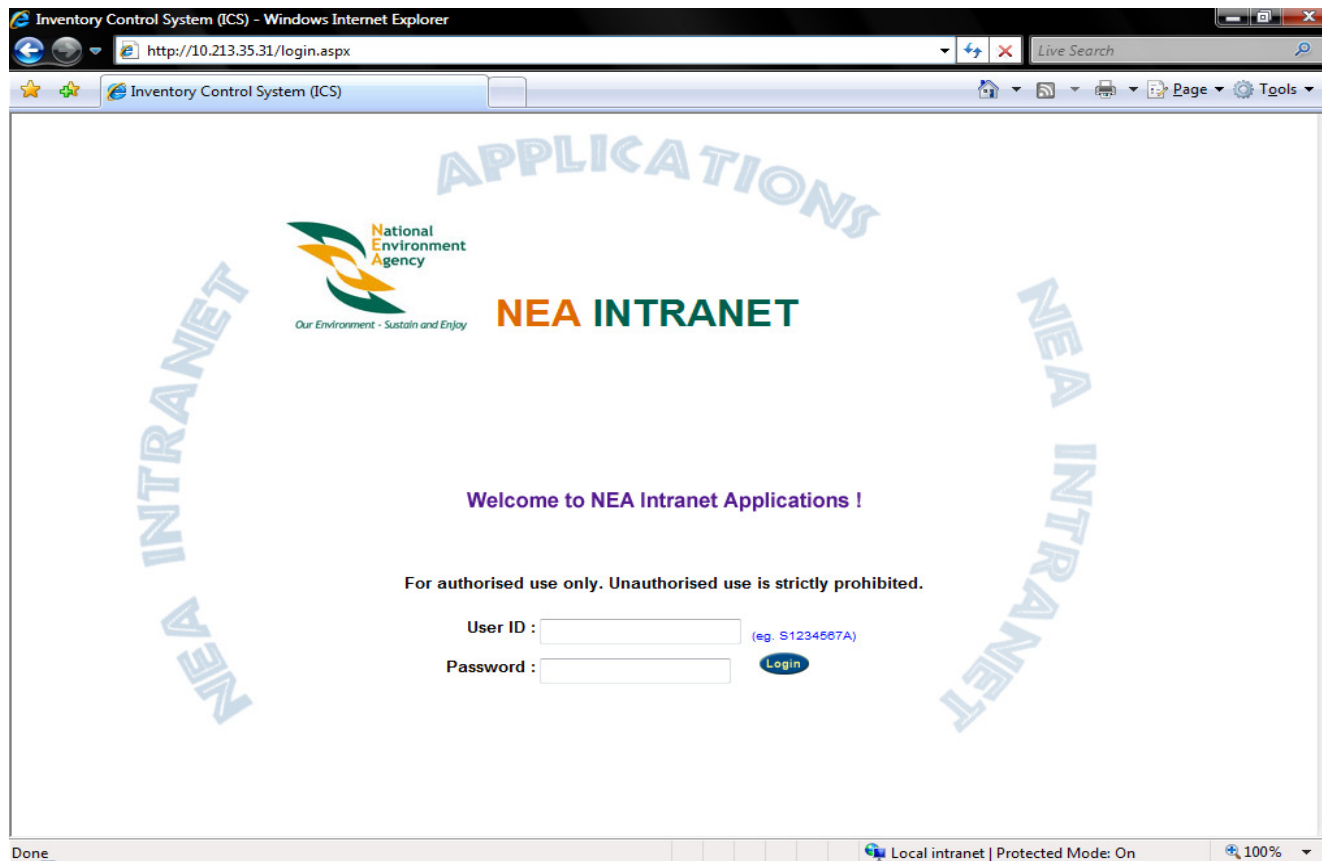 Inventory Control System (ICS) - Windows Internet Explorer
http://10.213.35.31/login.aspx
Live Search
Inventory Control System (ICS)
Page
Tools
APPLICATIONS
NEA INTRANET
NEA INTRANET
National
Environment
Agency
Our Environment - Sustain and Enjoy
NEA INTRANET
Welcome to NEA Intranet Applications !
For authorised use only. Unauthorised use is strictly prohibited.
User ID :
(eg. S1234567A)
Password :
Login
Done
Local intranet | Protected Mode: On
100%